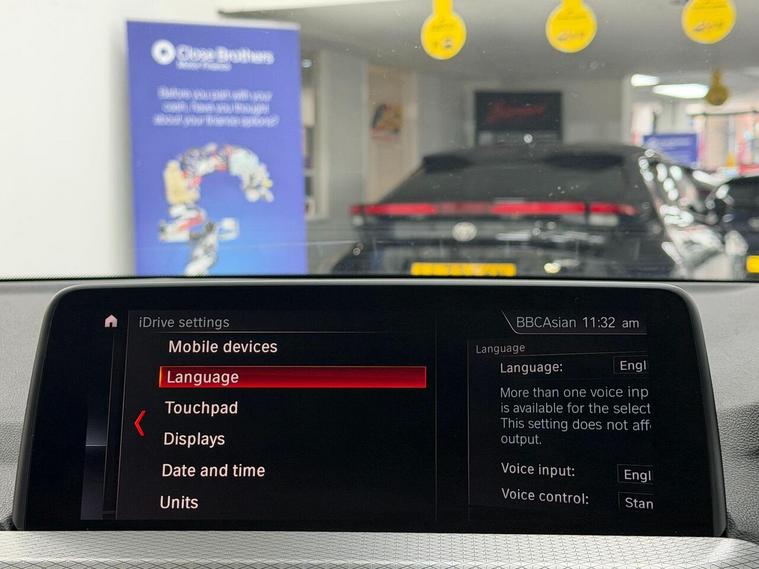 Close Brothers
Motor Finance
Before you part with your
cash, have you thought
about your finance options?
iDrive settings
BBCAsian 11:32 am
Mobile devices
Language
Touchpad
Displays
Date and time
Units
Language
Language: Engl
More than one voice inp
is available for the select
This setting does not aff
output.
Voice input: Engl
Voice control: Stan